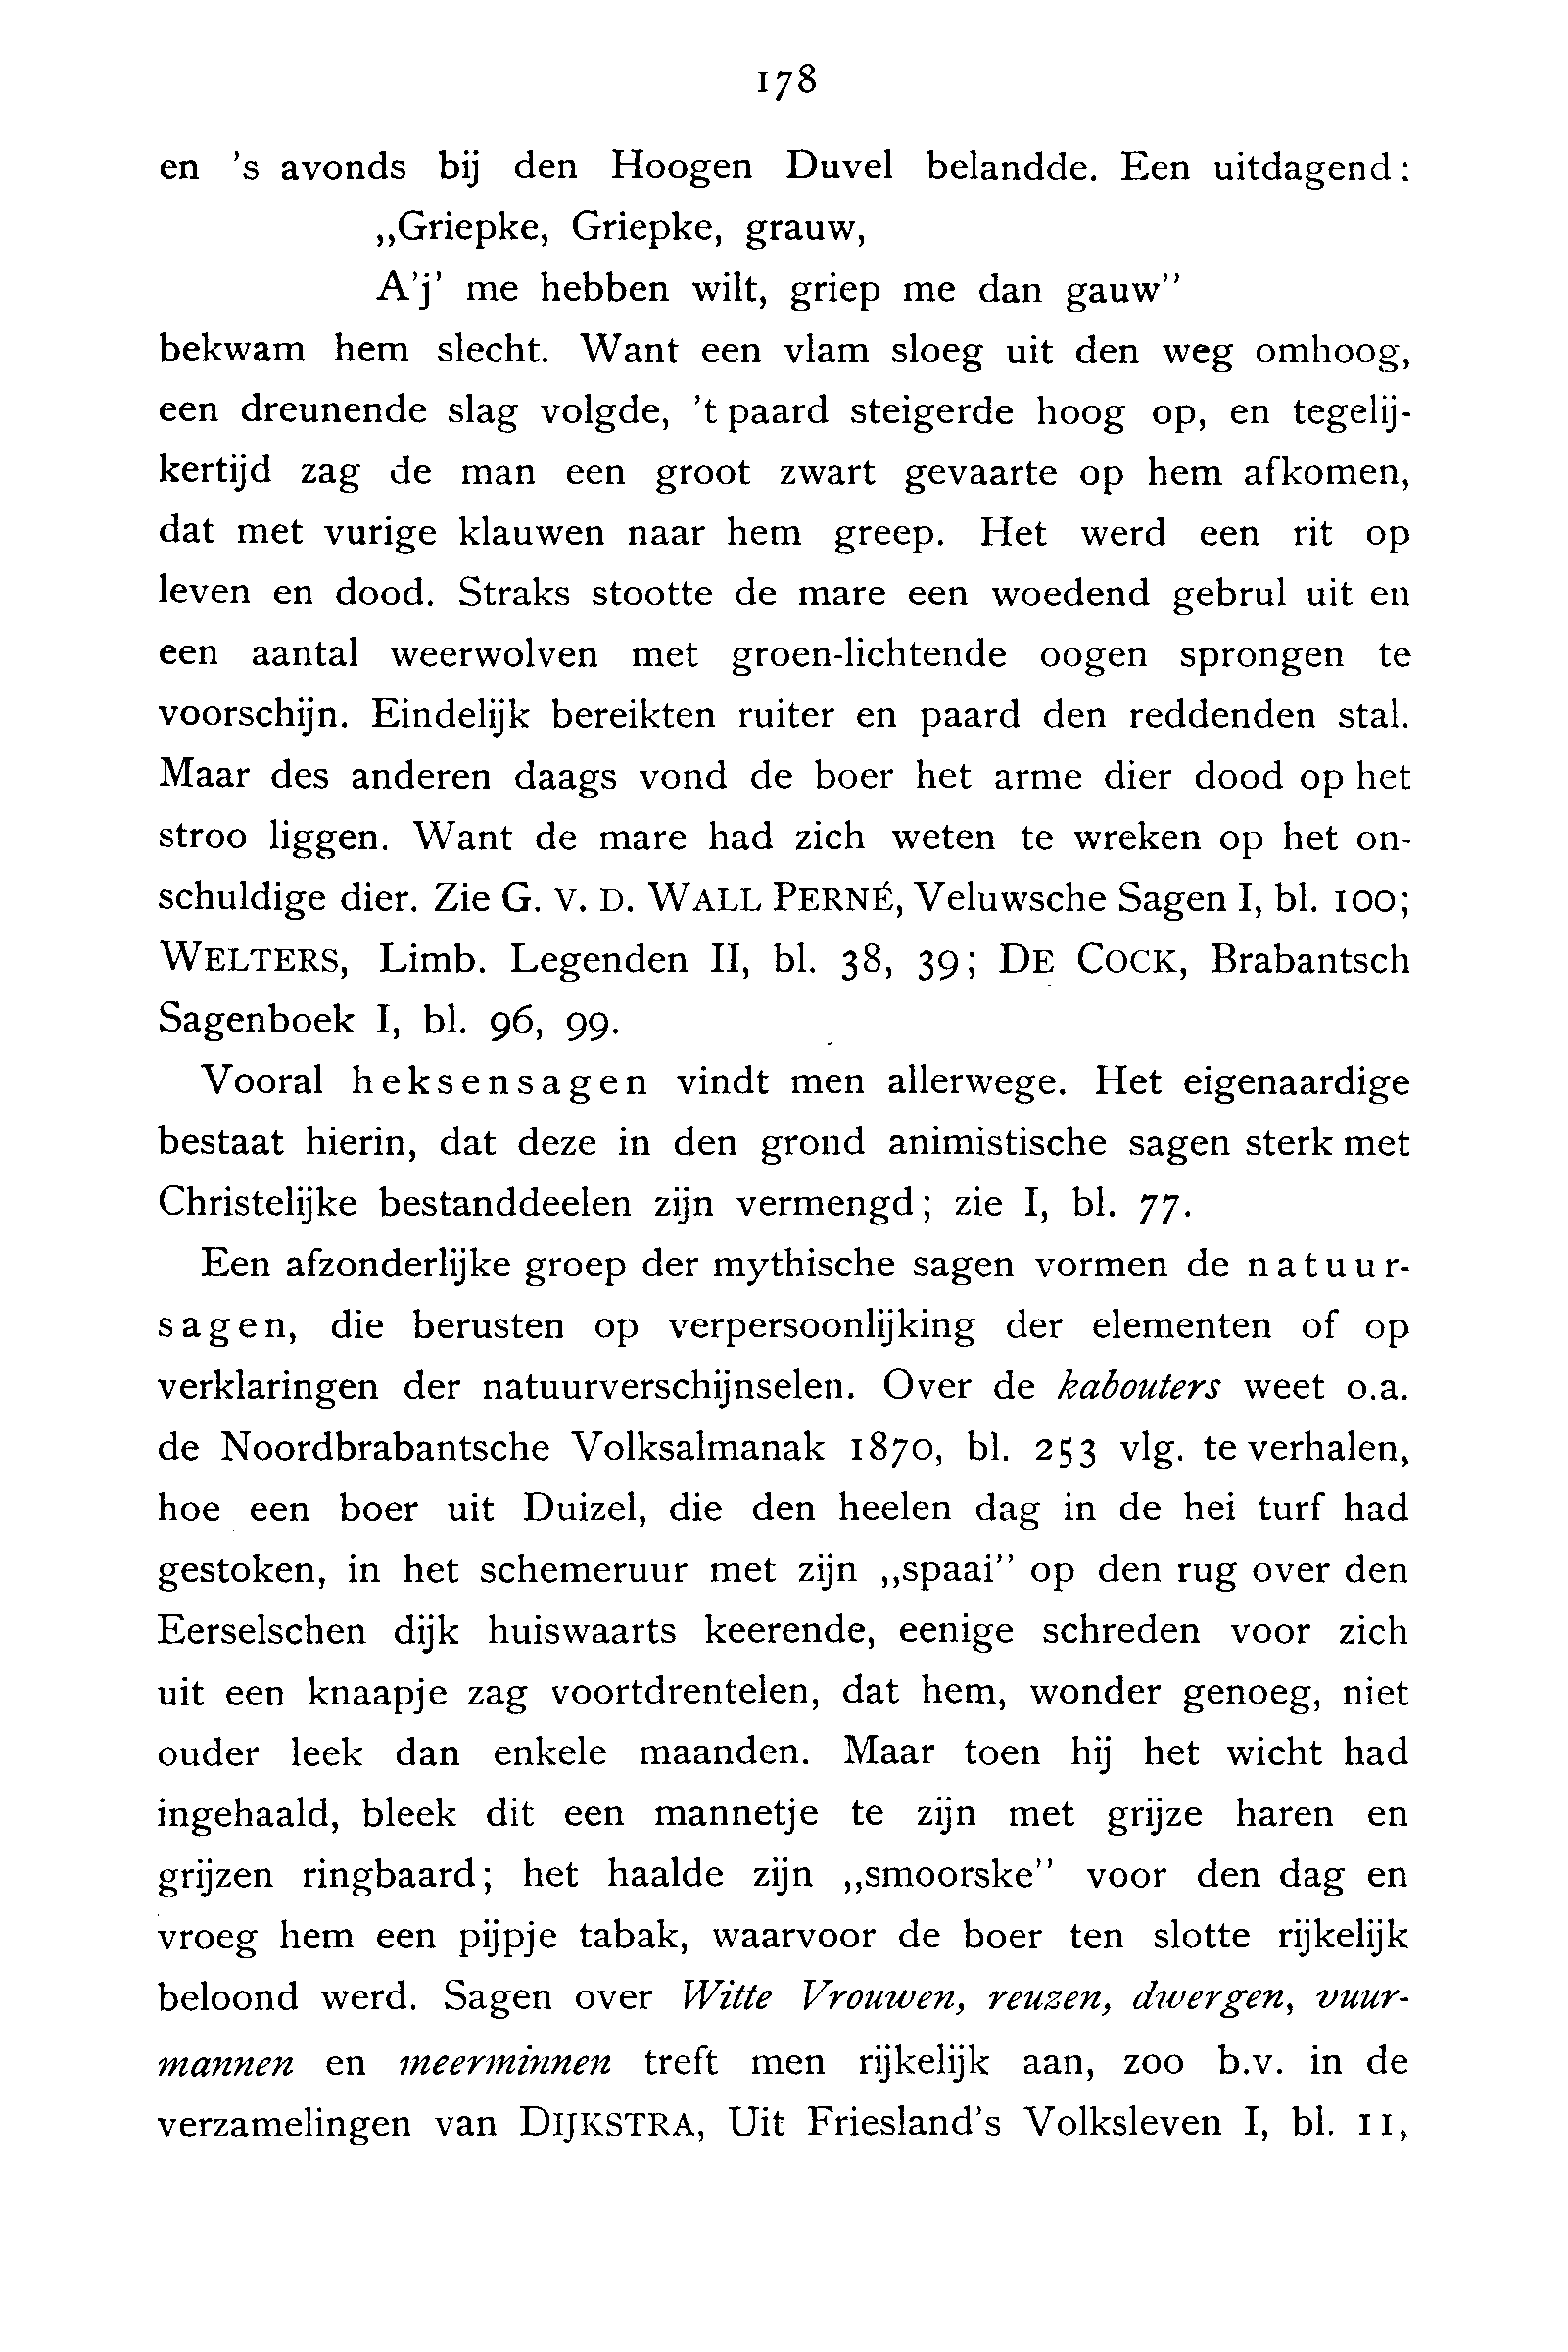 178
en 's avonds bij den Hoogen Duvel belandde. Een uitdagend:
„Griepke, Griepke, grauw,
A'j' me hebben wilt, griep me dan gauw”
bekwam hem slecht. Want een vlam sloeg uit den weg omhoog,
een dreunende slag volgde, 't paard steigerde hoog op, en tegelij-
kertijd zag de man een groot zwart gevaarte op hem afkomen,
dat met vurige klauwen naar hem greep. Het werd een rit op
leven en dood. Straks stootte de mare een woedend gebrul uit en
een aantal weerwolven met groen-lichtende oogen sprongen te
voorschijn. Eindelijk bereikten ruiter en paard den reddenden stal.
Maar des anderen daags vond de boer het arme dier dood op het
stroo liggen. Want de mare had zich weten te wreken op het on-
schuldige dier. Zie G. V. D. WALL PERNÉ, Veluwsche Sagen I, bl. 100;
WELTERS, Limb. Legenden II, bl. 38, 39; DE COCK, Brabantsch
Sagenboek I, bl. 96, 99.
Vooral heksensagen vindt men allerwege. Het eigenaardige
bestaat hierin, dat deze in den grond animistische sagen sterk met
Christelijke bestanddeelen zijn vermengd; zie I, bl. 77.
Een afzonderlijke groep der mythische sagen vormen de natuur-
sagen, die berusten op verpersoonlijking der elementen of op
verklaringen der natuurverschijnselen. Over de kabouters weet o.a.
de Noordbrabantsche Volksalmanak 1870, bl. 253 vlg. te verhalen,
hoe een boer uit Duizel, die den heelen dag in de hei turf had
gestoken, in het schemeruur met zijn „spaai” op den rug over den
Eerselschen dijk huiswaarts keerende, eenige schreden voor zich
uit een knaapje zag voortdrentelen, dat hem, wonder genoeg, niet
ouder leek dan enkele maanden. Maar toen hij het wicht had
ingehaald, bleek dit een mannetje te zijn met grijze haren en
grijzen ringbaard; het haalde zijn „smoorske” voor den dag en
vroeg hem een pijpje tabak, waarvoor de boer ten slotte rijkelijk
beloond werd. Sagen over Witte Vrouwen, reuzen, dwergen, vuur-
mannen en meerminnen treft men rijkelijk aan, zoo b.v. in de
verzamelingen van DIJKSTRA, Uit Friesland's Volksleven I, bl. 11,